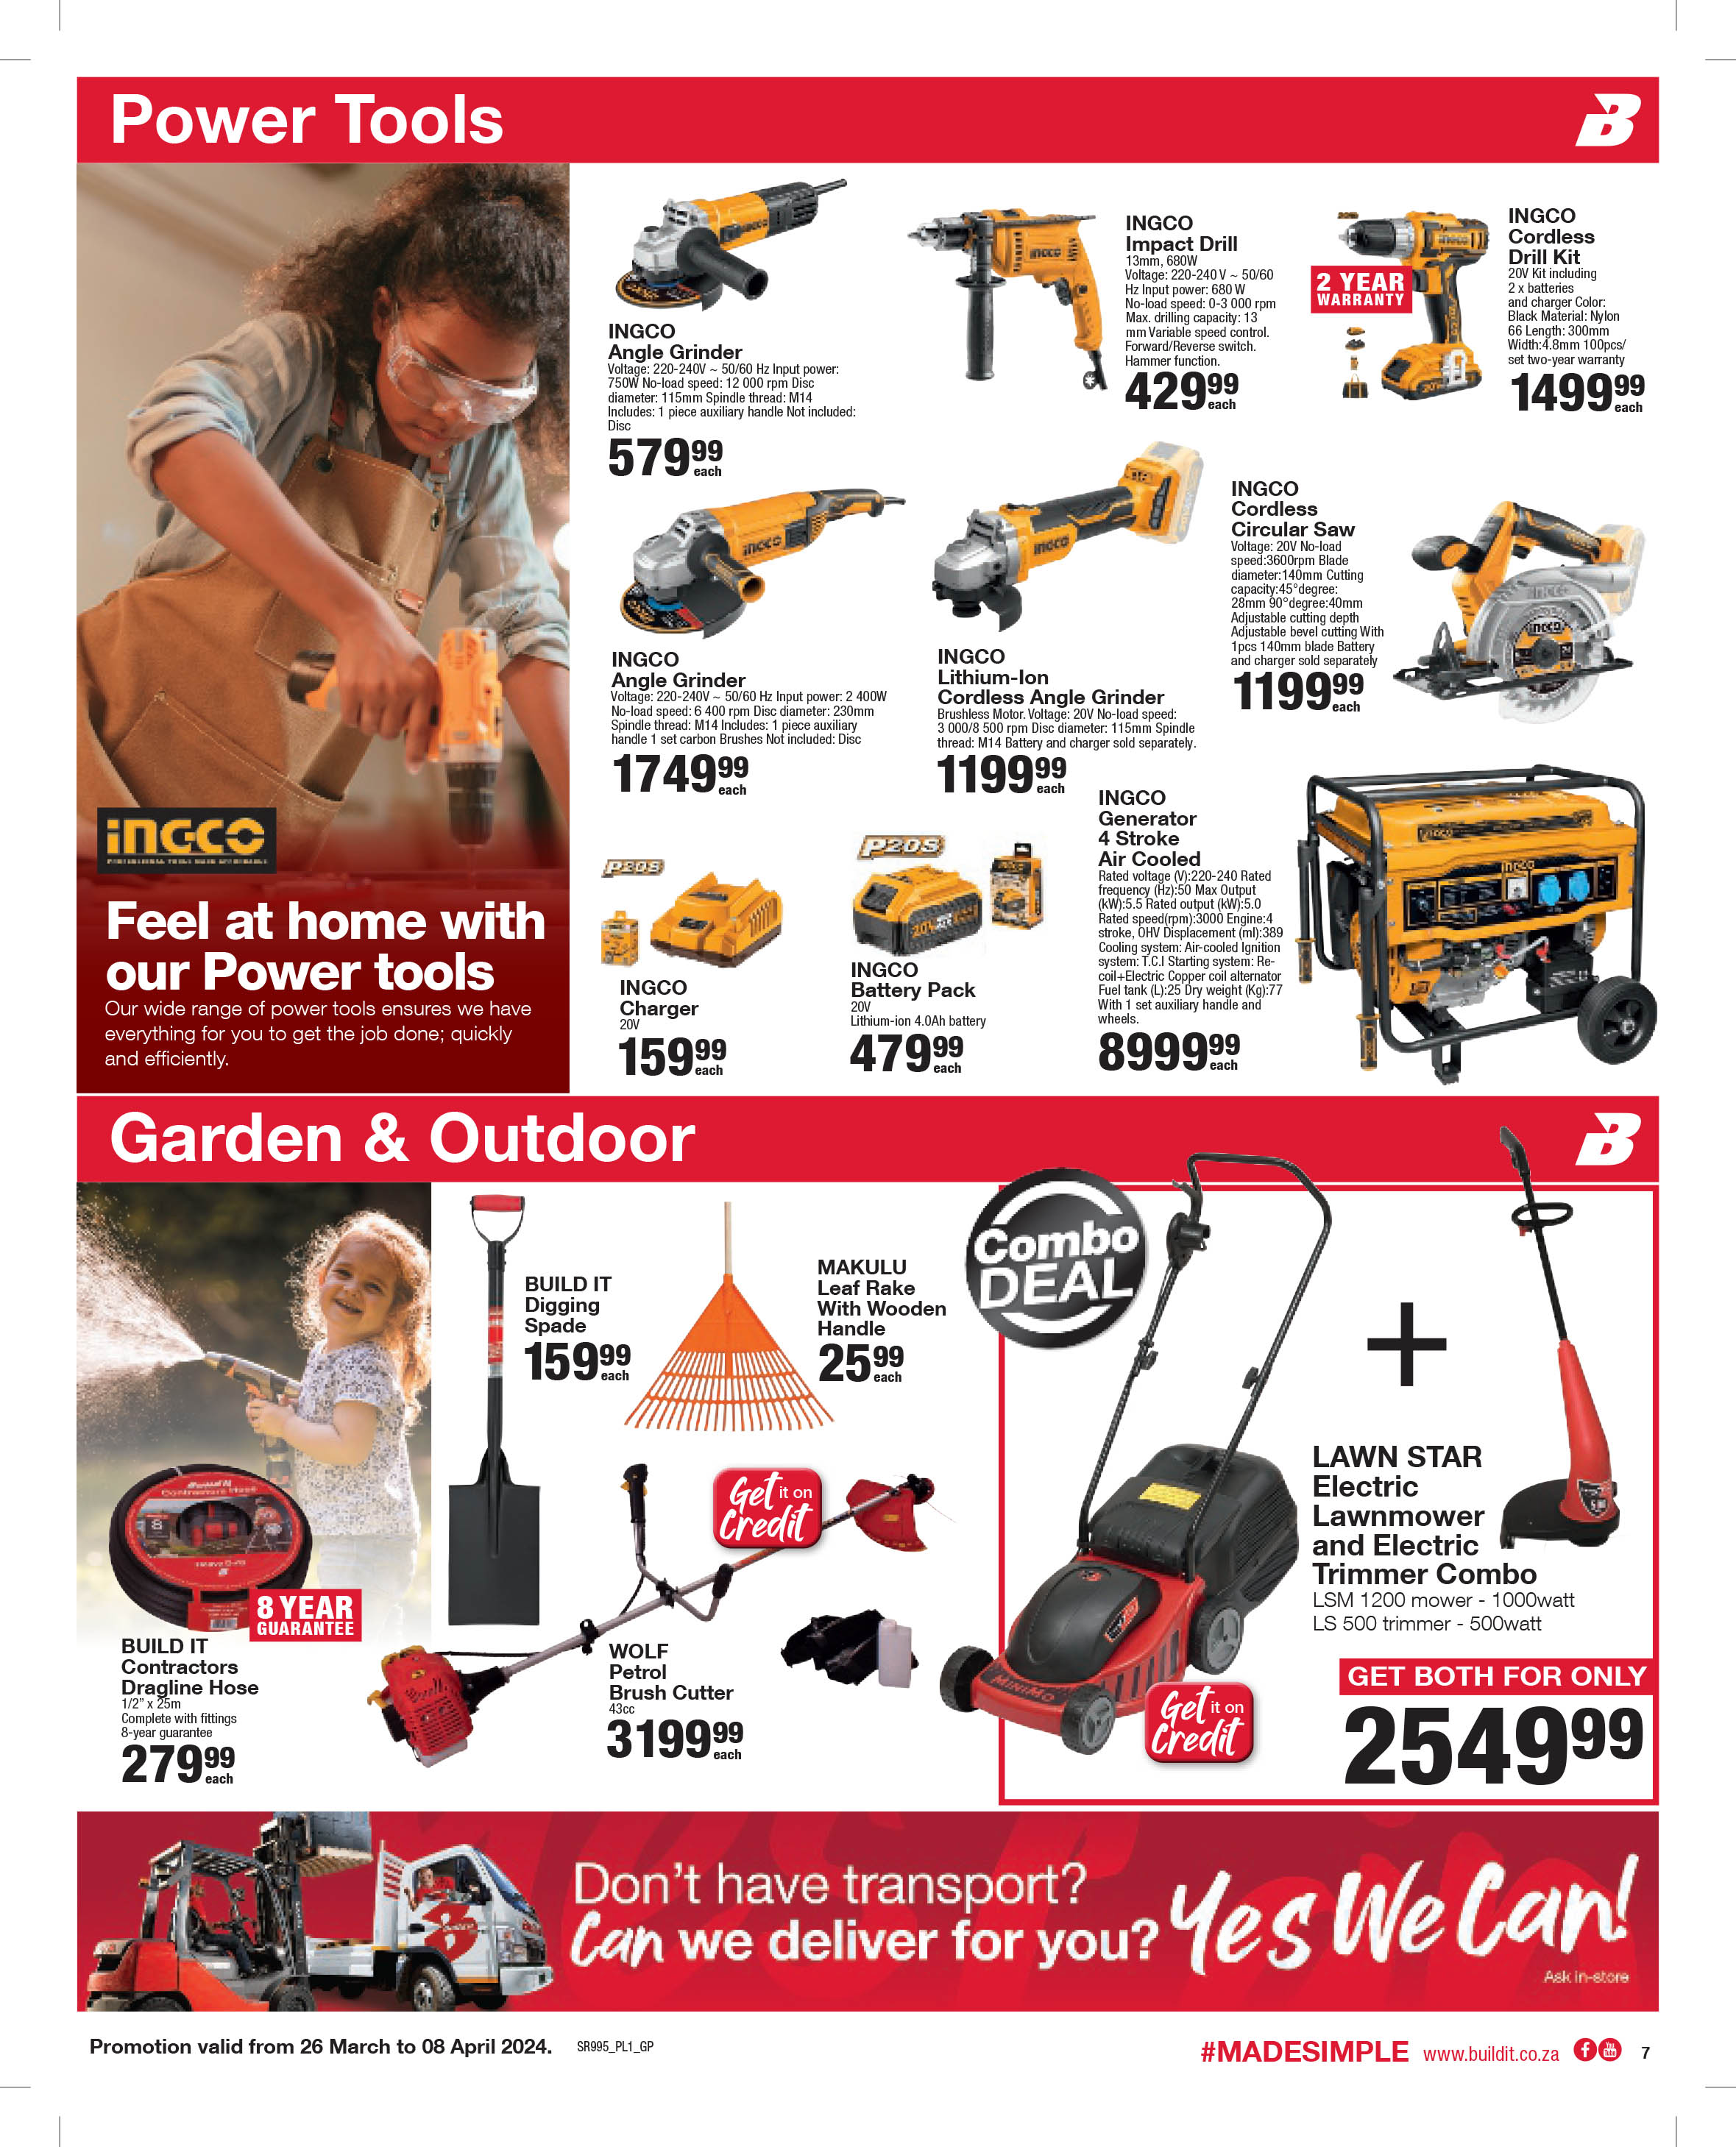 Power Tools
INGCO
Angle Grinder
Voltage: 220-240V ~ 50/60 Hz Input power:
750W No-load speed: 12 000 rpm Disc
diameter: 115mm Spindle thread: M14
Includes: 1 piece auxiliary handle Not included:
Disc
57999
each
INGCO
Impact Drill
13mm, 680W
Voltage: 220-240 V ~ 50/60
Hz Input power: 680 W
No-load speed: 0-3 000 rpm
Max. drilling capacity: 13
mm Variable speed control.
Forward/Reverse switch.
Hammer function.
42999
each
2 YEAR
WARRANTY
INGCO
Cordless
Drill Kit
20V Kit including
2 x batteries
and charger Color:
Black Material: Nylon
66 Length: 300mm
Width:4.8mm 100pcs/
set two-year warranty
149999
each
INGCO
Angle Grinder
Voltage: 220-240V ~ 50/60 Hz Input power: 2 400W
No-load speed: 6 400 rpm Disc diameter: 230mm
Spindle thread: M14 Includes: 1 piece auxiliary
handle 1 set carbon Brushes Not included: Disc
174999
each
INGCO
Lithium-Ion
Cordless Angle Grinder
Brushless Motor. Voltage: 20V No-load speed:
3 000/8 500 rpm Disc diameter: 115mm Spindle
thread: M14 Battery and charger sold separately.
119999
each
INGCO
Cordless
Circular Saw
Voltage: 20V No-load
speed:3600rpm Blade
diameter:140mm Cutting
capacity:45°degree:
28mm 90°degree:40mm
Adjustable cutting depth
Adjustable bevel cutting With
1pcs 140mm blade Battery
and charger sold separately
119999
each
INGCO
Feel at home with
our Power tools
Our wide range of power tools ensures we have
everything for you to get the job done; quickly
and efficiently.
P20S
INGCO
Charger
20V
15999
each
P20S
INGCO
Battery Pack
20V
Lithium-ion 4.0Ah battery
47999
each
INGCO
Generator
4 Stroke
Air Cooled
Rated voltage (V):220-240 Rated
frequency (Hz):50 Max Output
(kW):5.5 Rated output (kW):5.0
Rated speed(rpm):3000 Engine:4
stroke, OHV Displacement (ml):389
Cooling system: Air-cooled Ignition
system: T.C.I Starting system: Re-
coil+Electric Copper coil alternator
Fuel tank (L):25 Dry weight (Kg):77
With 1 set auxiliary handle and
wheels.
899999
each
Garden & Outdoor
BUILD IT
Digging
Spade
15999
each
MAKULU
Leaf Rake
With Wooden
Handle
2599
each
Combo
DEAL
+
8 YEAR
GUARANTEE
BUILD IT
Contractors
Dragline Hose
1/2" x 25m
Complete with fittings
8-year guarantee
27999
each
Get it on
Credit
WOLF
Petrol
Brush Cutter
43cc
319999
each
MiniMo
Get it on
Credit
LAWN STAR
Electric
Lawnmower
and Electric
Trimmer Combo
LSM 1200 mower - 1000watt
LS 500 trimmer - 500watt
GET BOTH FOR ONLY
254999
Don't have transport?
Can we deliver for you?
Yes We Can!
Ask in-store
Promotion valid from 26 March to 08 April 2024.
SR995_PL1_GP
#MADESIMPLE
www.buildit.co.za
7